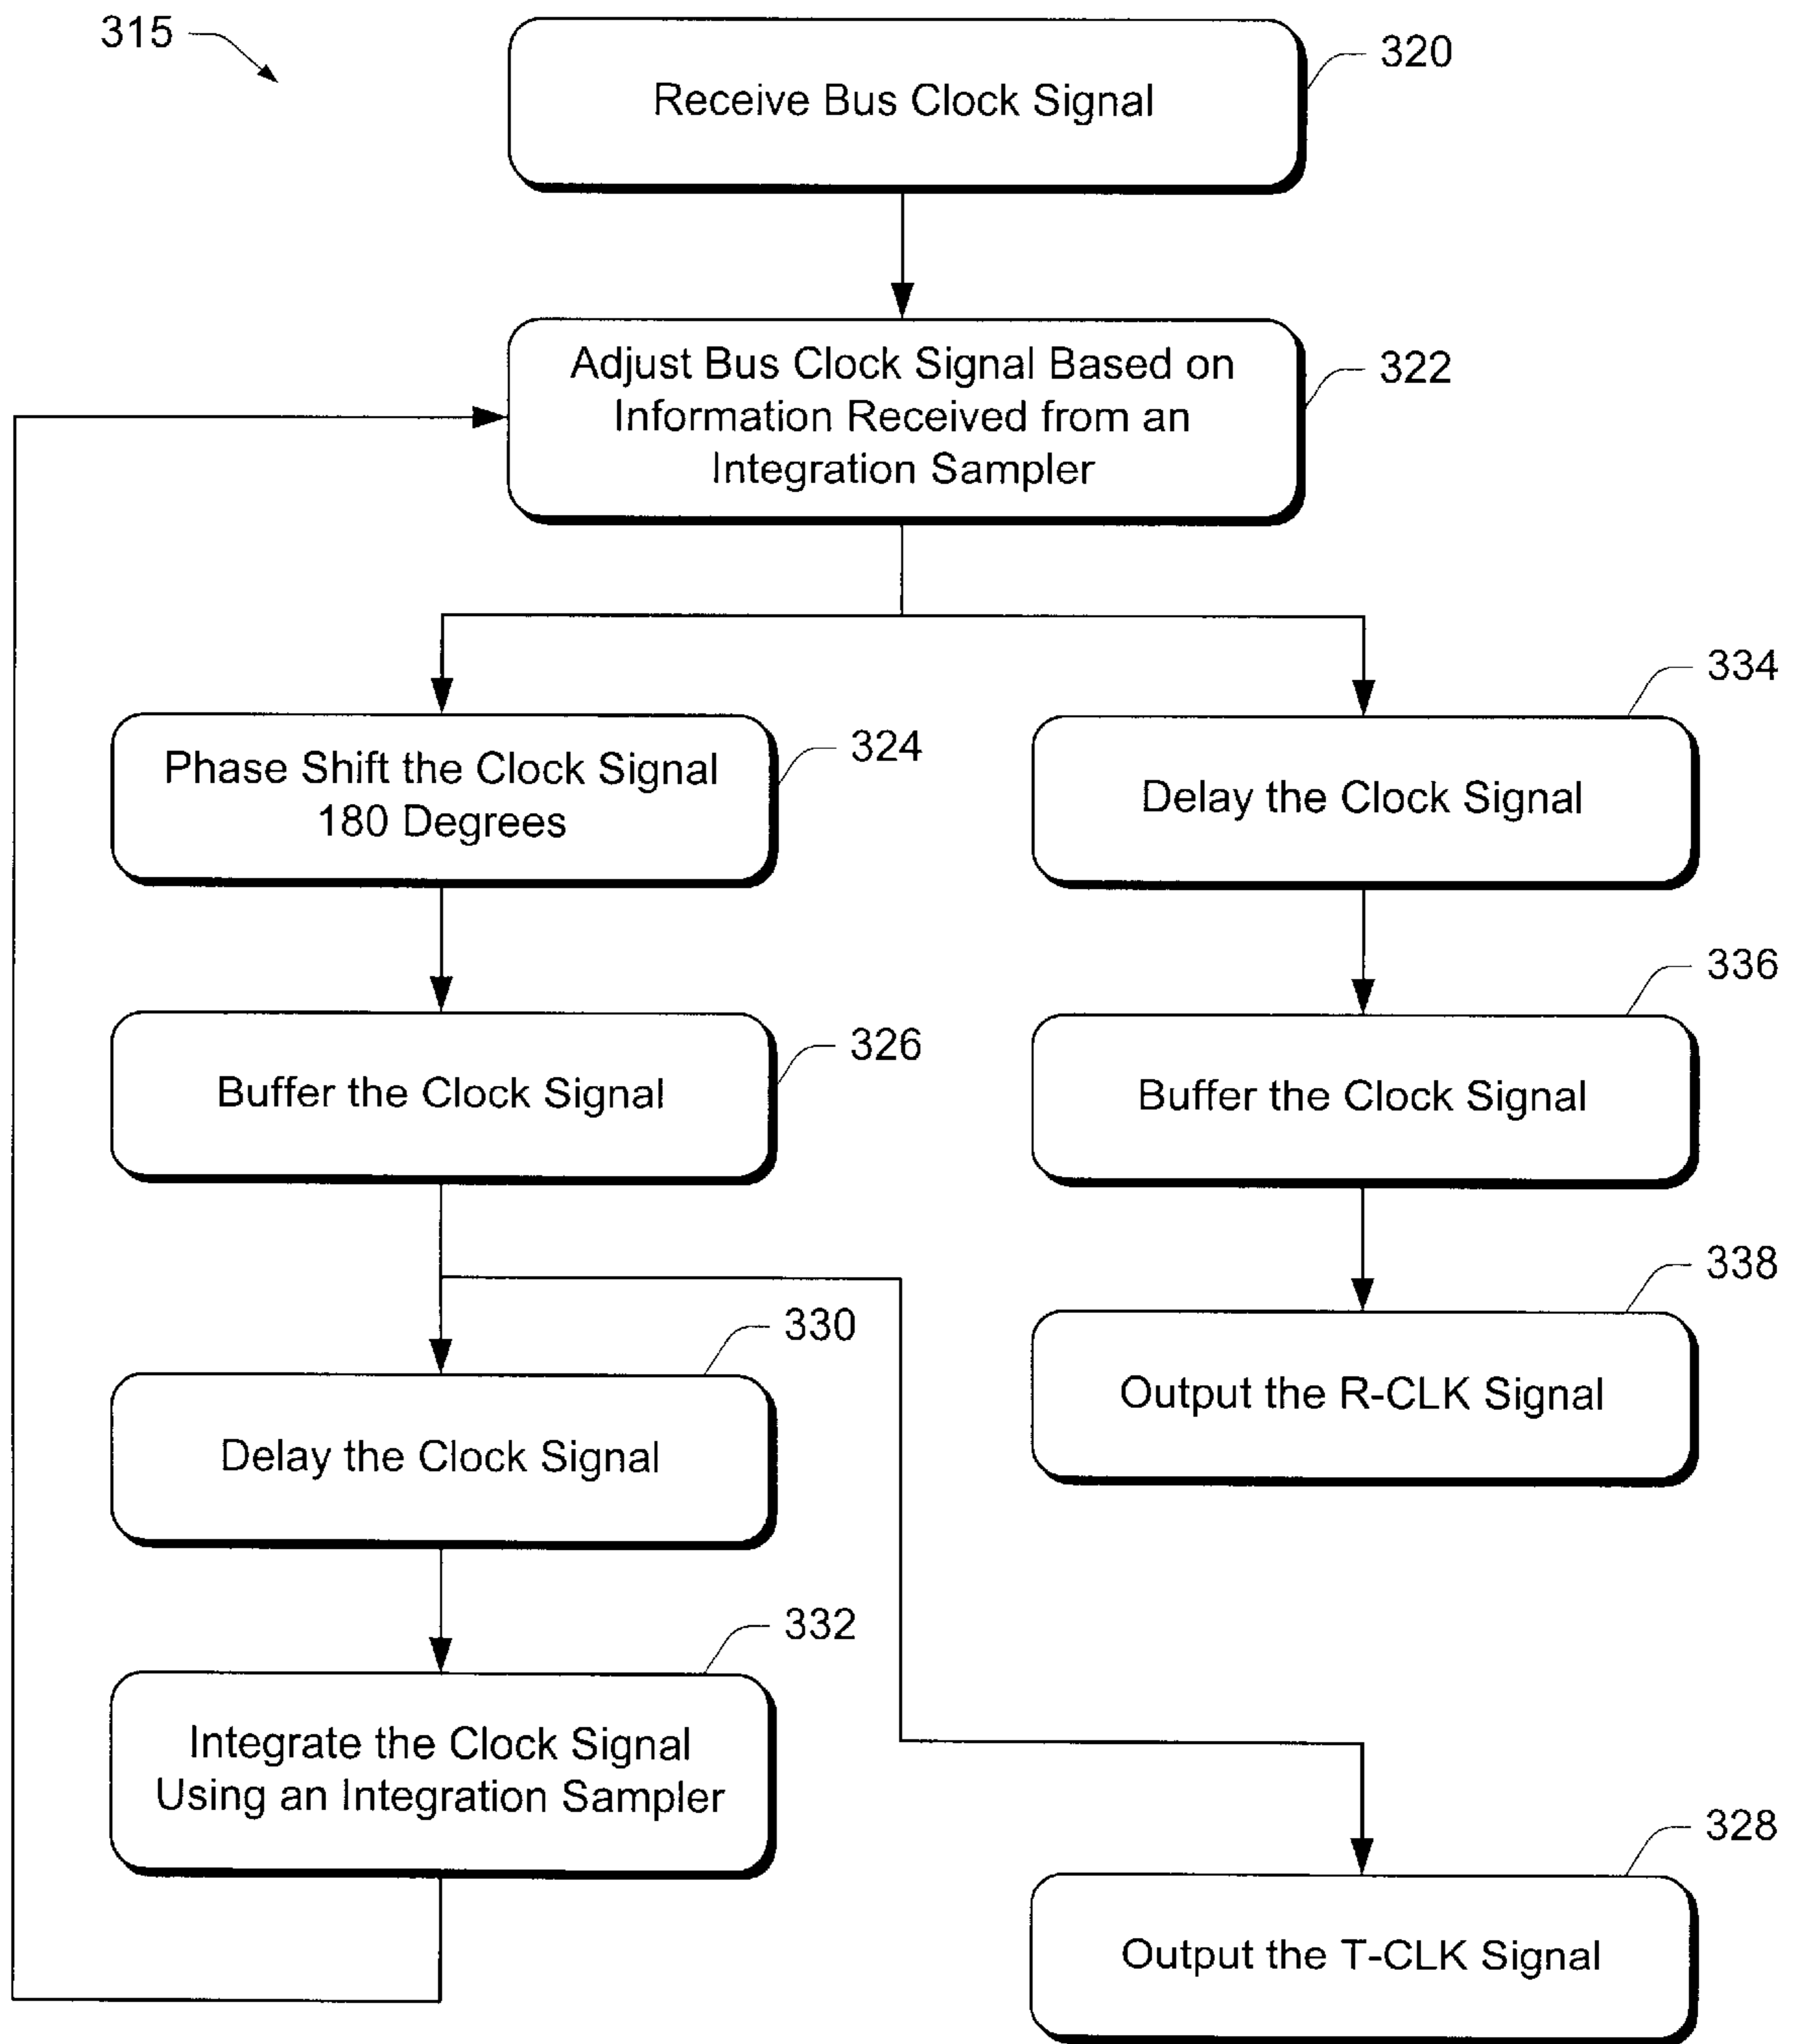 315
320
Receive Bus Clock Signal
322
Adjust Bus Clock Signal Based on
Information Received from an
Integration Sampler
324
Phase Shift the Clock Signal
180 Degrees
334
Delay the Clock Signal
326
Buffer the Clock Signal
336
Buffer the Clock Signal
338
Output the R-CLK Signal
330
Delay the Clock Signal
332
Integrate the Clock Signal
Using an Integration Sampler
328
Output the T-CLK Signal